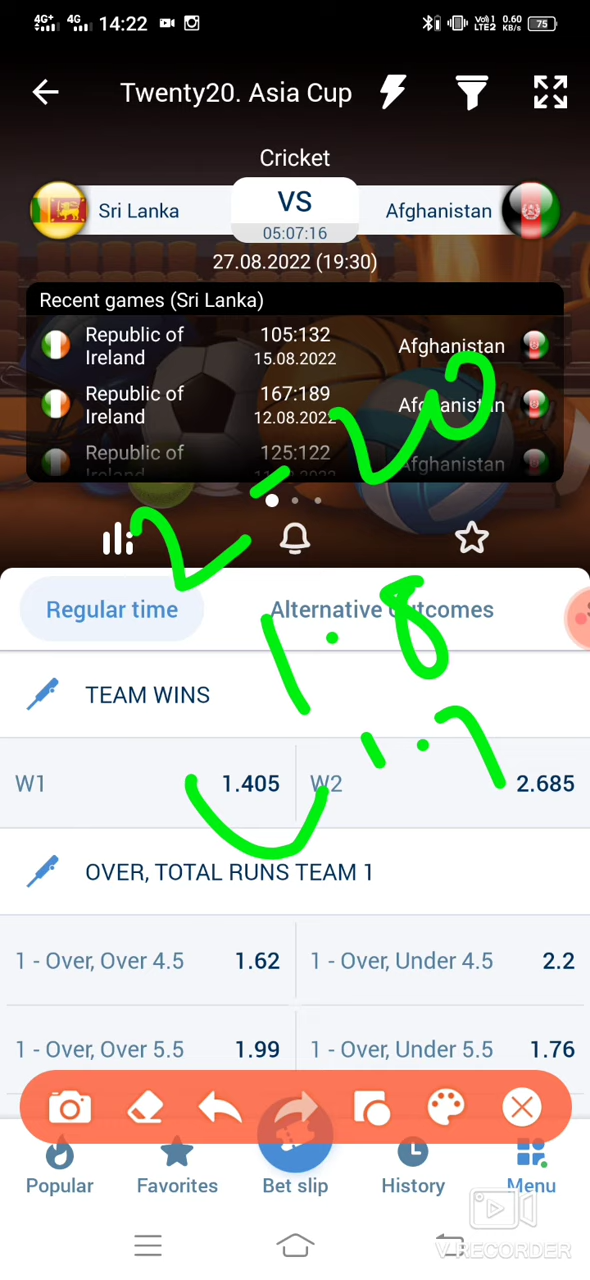 4G+ 4G 14:22 Vo1 LTE2 0.60 KB/s 75
Twenty20. Asia Cup
Cricket
Sri Lanka VS Afghanistan
05:07:16
27.08.2022 (19:30)
Recent games (Sri Lanka)
Republic of Ireland 105:132 Afghanistan
15.08.2022
Republic of Ireland 167:189 Afghanistan
12.08.2022
Republic of Ireland 125:122 Afghanistan
2 - 20
Regular time Alternative outcomes
1.8
TEAM WINS
1.7
W1 1.405 W2 2.685
OVER, TOTAL RUNS TEAM 1
1 - Over, Over 4.5 1.62 1 - Over, Under 4.5 2.2
1 - Over, Over 5.5 1.99 1 - Over, Under 5.5 1.76
Popular Favorites Bet slip History Menu
V RECORDER